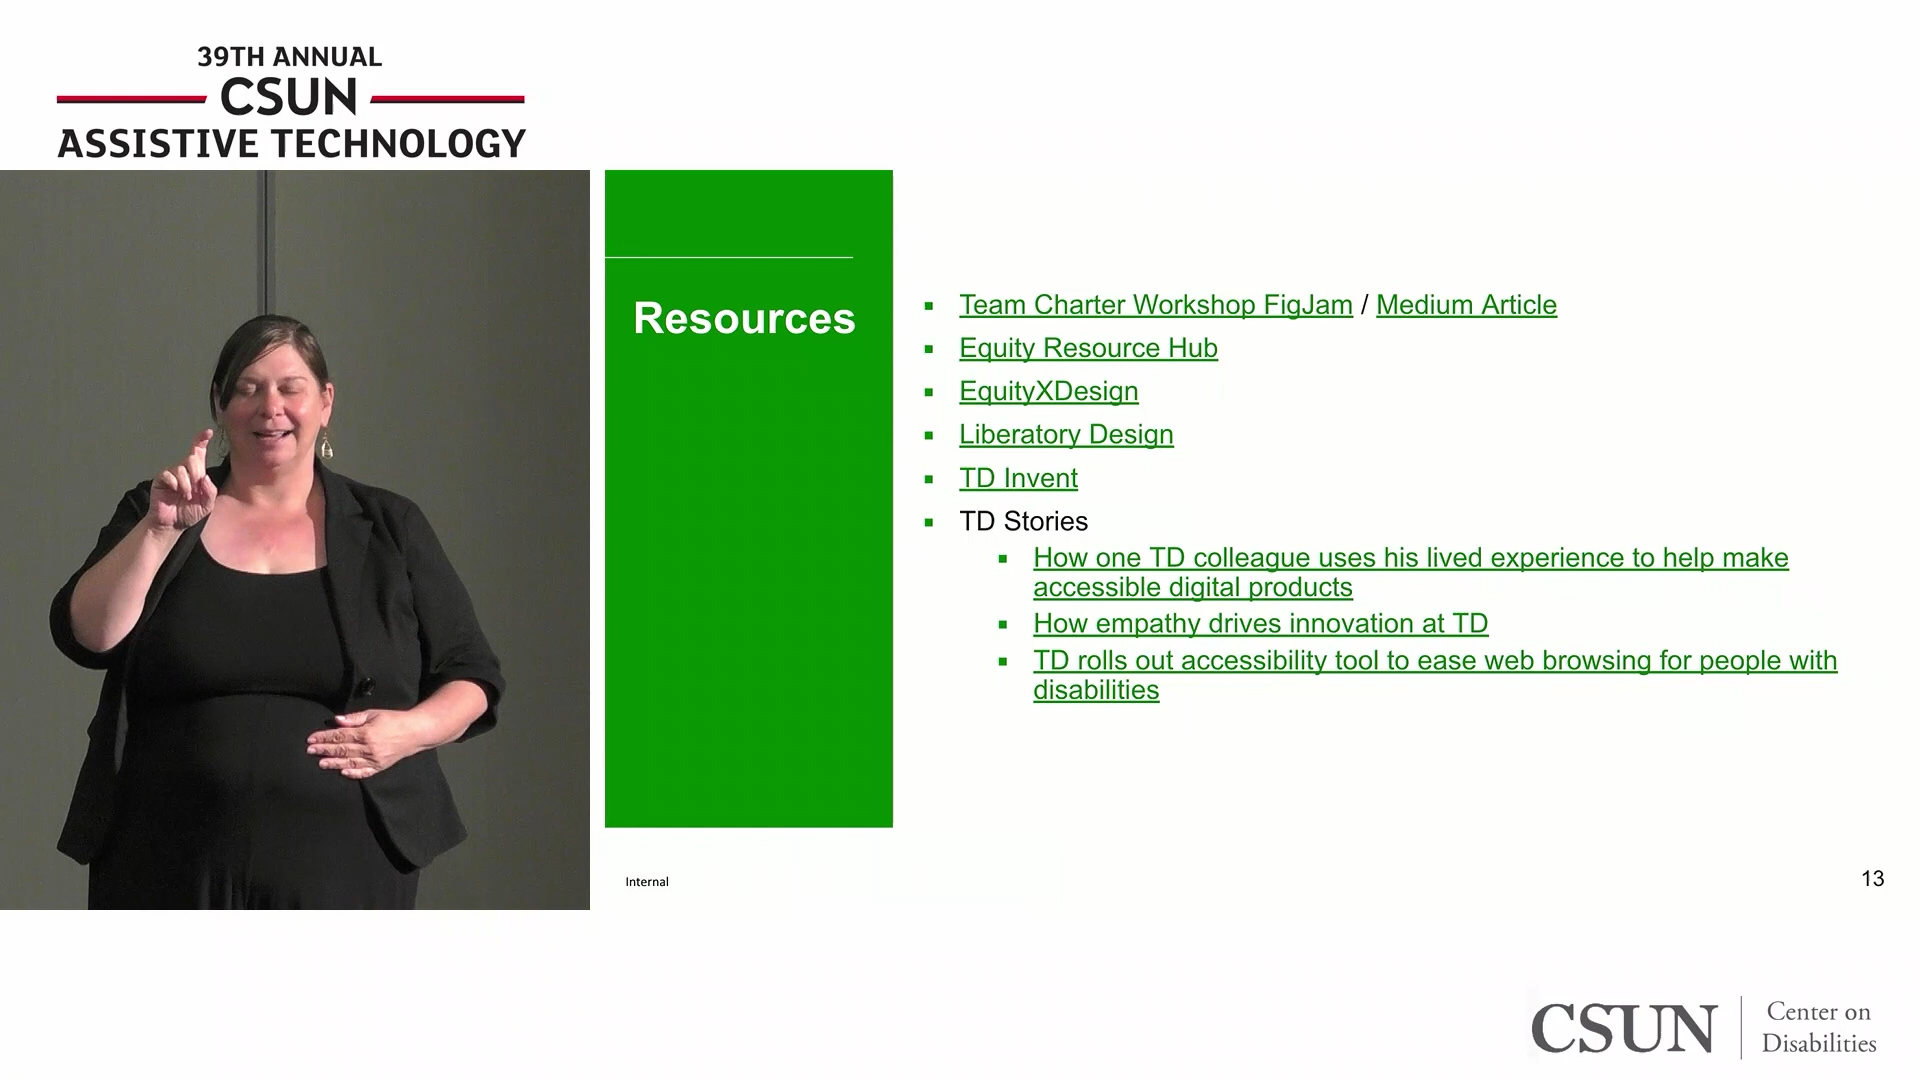 39TH ANNUAL
CSUN
ASSISTIVE TECHNOLOGY
Resources
Team Charter Workshop FigJam / Medium Article
Equity Resource Hub
EquityXDesign
Liberatory Design
TD Invent
TD Stories
How one TD colleague uses his lived experience to help make
accessible digital products
How empathy drives innovation at TD
TD rolls out accessibility tool to ease web browsing for people with
disabilities
Internal
13
CSUN
Center on
Disabilities